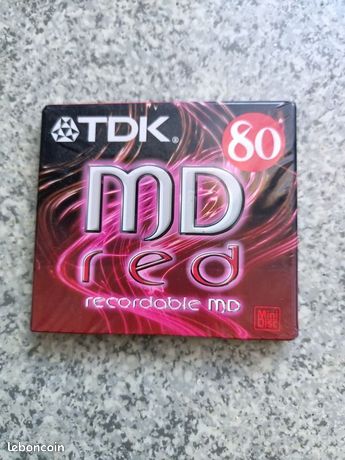 TDK®
80
MD
red
recordable MD
Mini
Disc
leboncoin